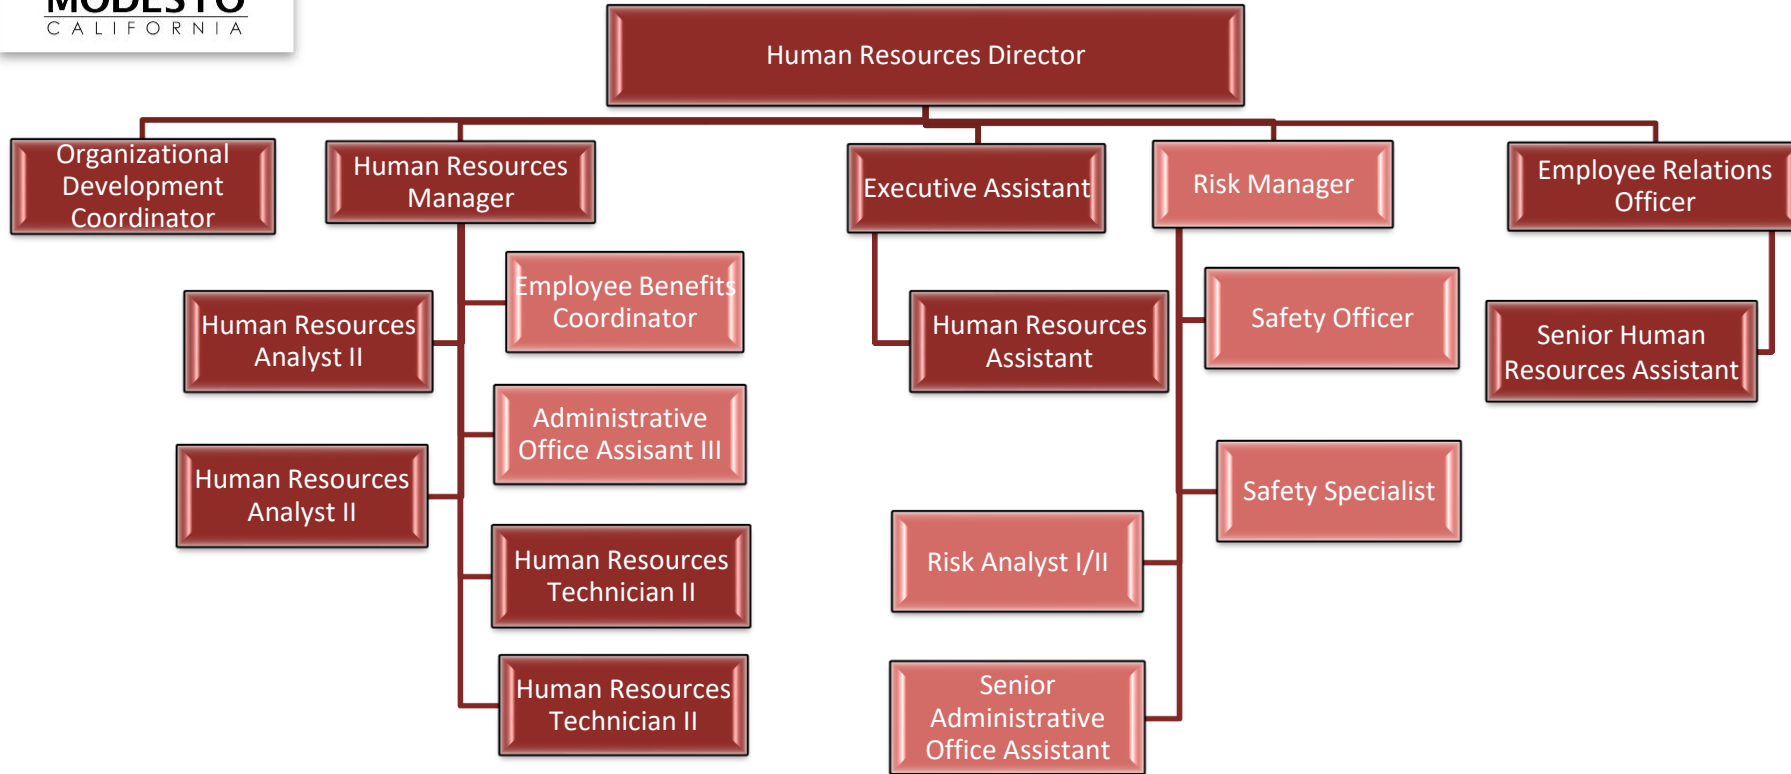 MODESTO
CALIFORNIA
Human Resources Director
Organizational
Development
Coordinator
Human Resources
Manager
Executive Assistant
Risk Manager
Employee Relations
Officer
Employee Benefits
Coordinator
Human Resources
Analyst II
Administrative
Office Assisant III
Human Resources
Analyst II
Human Resources
Technician II
Human Resources
Technician II
Human Resources
Assistant
Safety Officer
Safety Specialist
Risk Analyst I/II
Senior
Administrative
Office Assistant
Senior Human
Resources Assistant